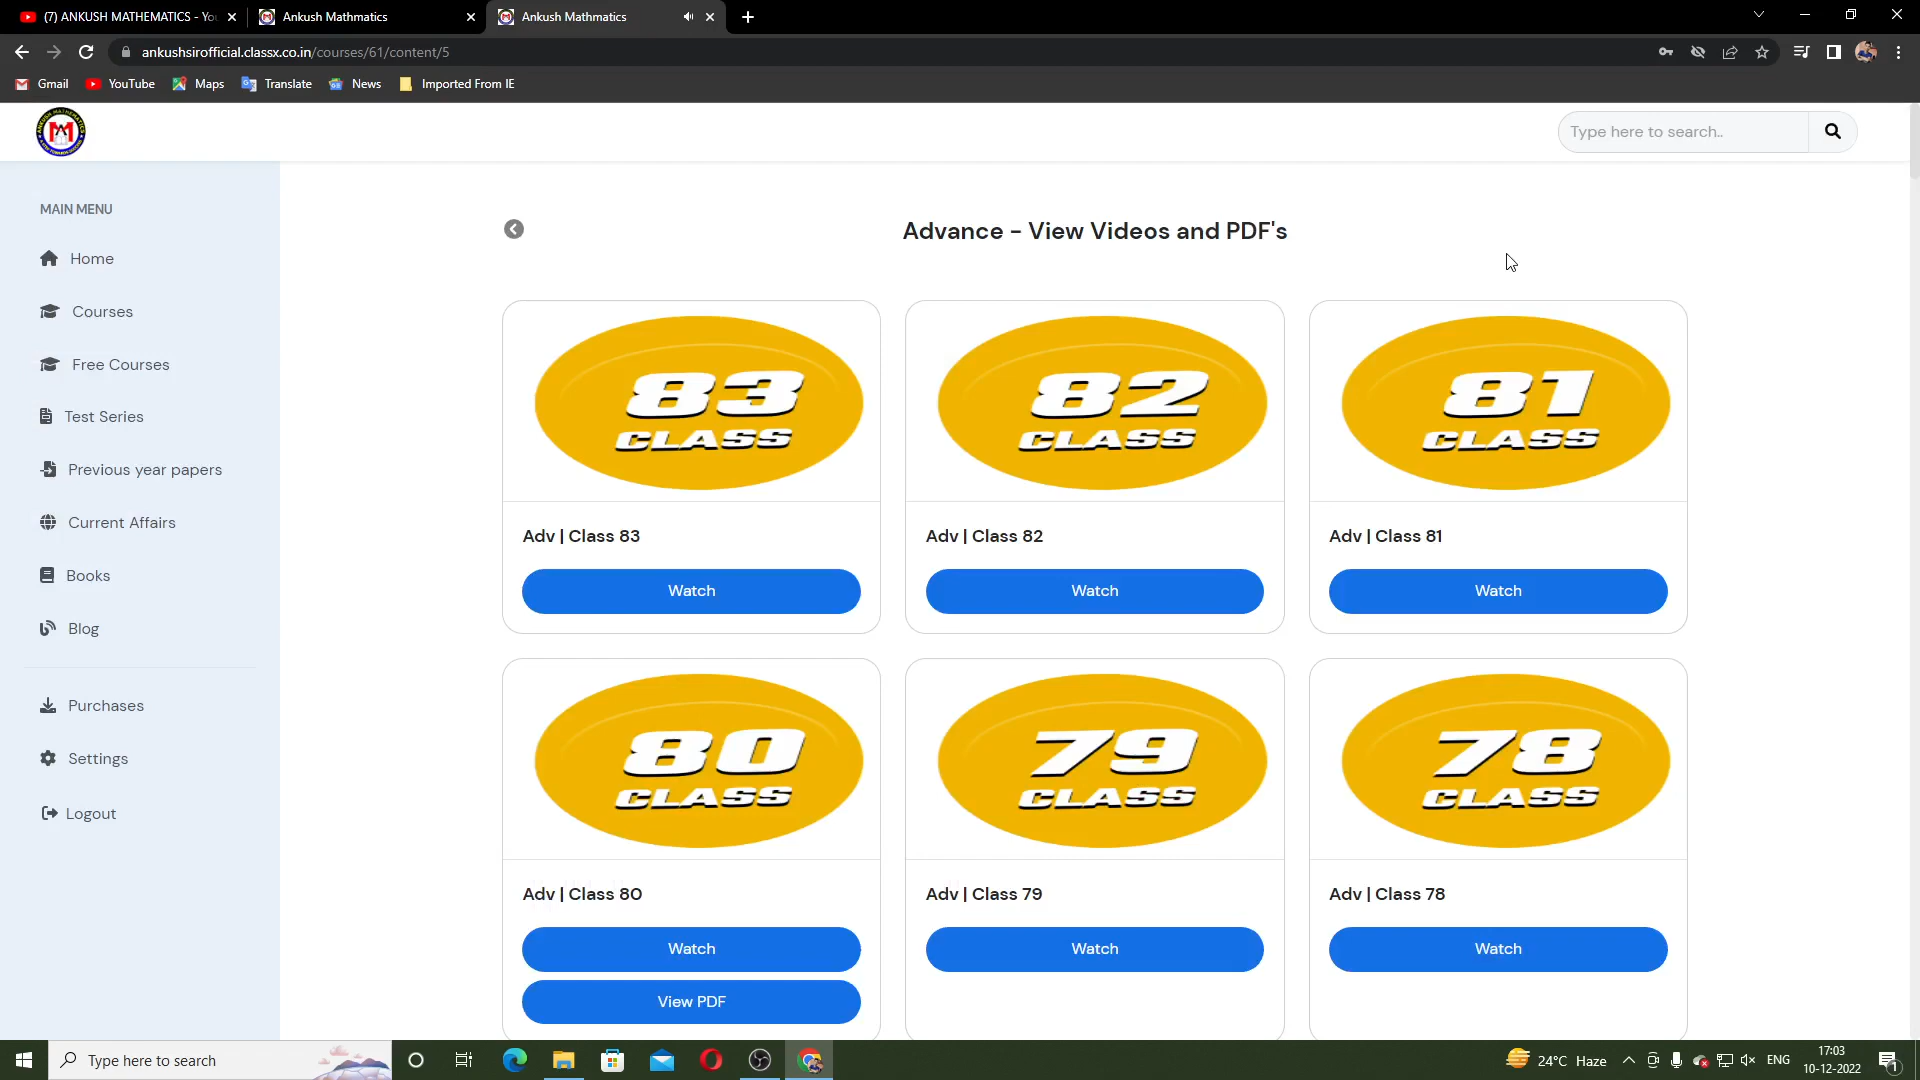 (7) ANKUSH MATHEMATICS - Yo
Ankush Mathmatics
Ankush Mathmatics
ankushsirofficial.classx.co.in/courses/61/content/5
Gmail
YouTube
Maps
Translate
News
Imported From IE
Type here to search..
MAIN MENU
Home
Courses
Free Courses
Test Series
Previous year papers
Current Affairs
Books
Blog
Purchases
Settings
Logout
Advance - View Videos and PDF's
83
CLASS
Adv | Class 83
Watch
82
CLASS
Adv | Class 82
Watch
81
CLASS
Adv | Class 81
Watch
80
CLASS
Adv | Class 80
Watch
View PDF
79
CLASS
Adv | Class 79
Watch
78
CLASS
Adv | Class 78
Watch
Type here to search
24°C Haze
ENG
17:03
10-12-2022
1